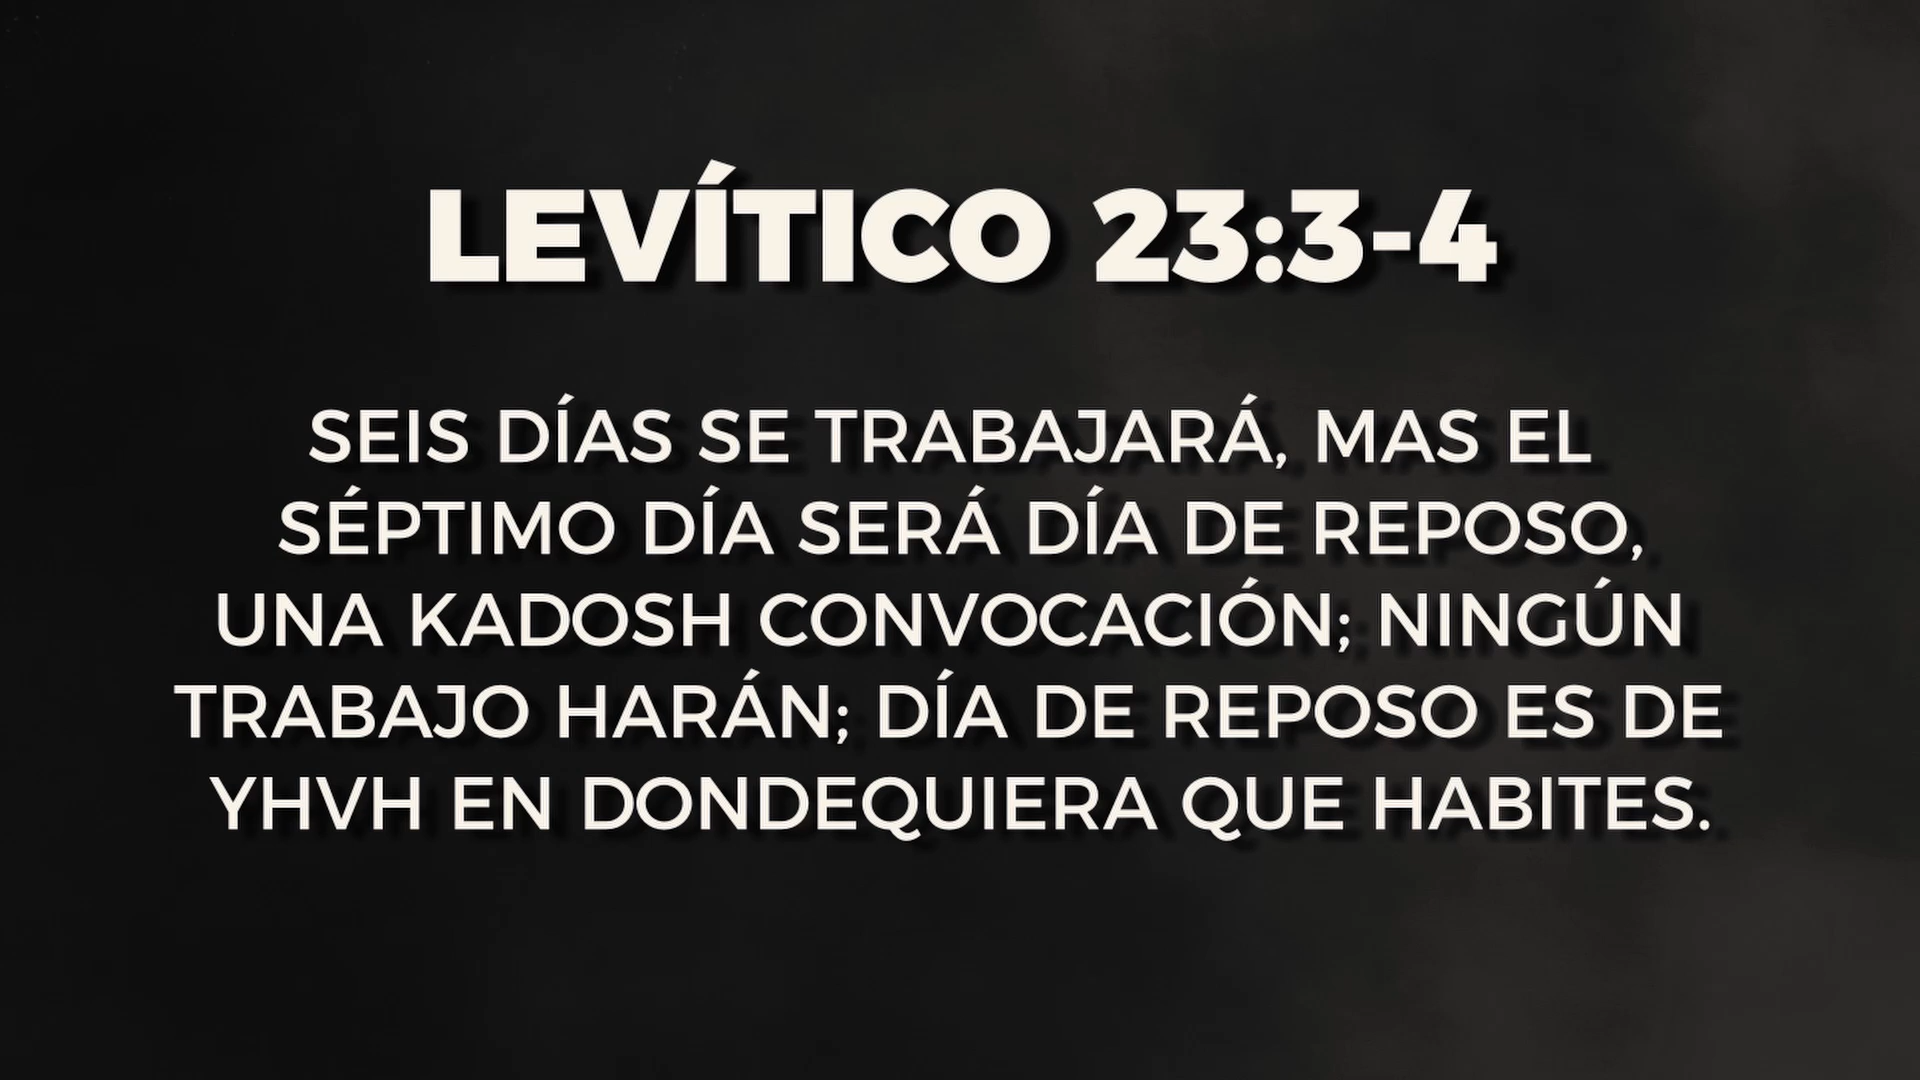 LEVÍTICO 23:3-4
SEIS DÍAS SE TRABAJARÁ, MAS EL
SÉPTIMO DÍA SERÁ DÍA DE REPOSO,
UNA KADOSH CONVOCACIÓN; NINGÚN
TRABAJO HARÁN; DÍA DE REPOSO ES DE
YHVH EN DONDEQUIERA QUE HABITES.